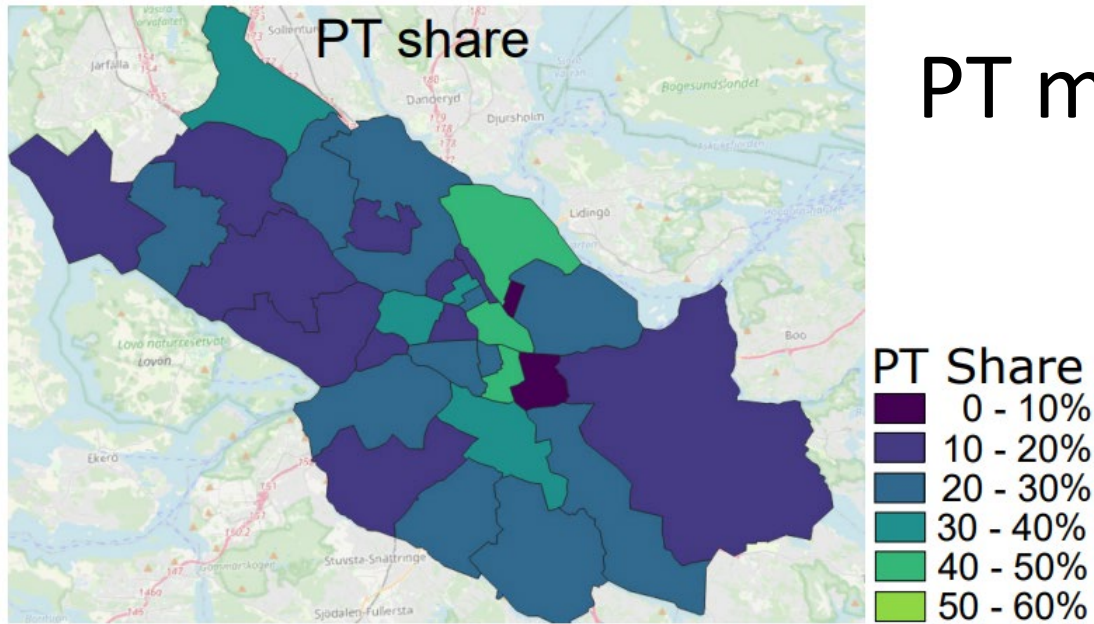 PT share
PT m
Järfälla
Danderyd
Djursholm
Bogesundslandet
Lidingö
Boo
Lovö naturreservat
Lovön
Ekerö
Stuvsta-Snättringe
Sjödalen-Fullersta
PT Share
0 - 10%
10 - 20%
20 - 30%
30 - 40%
40 - 50%
50 - 60%